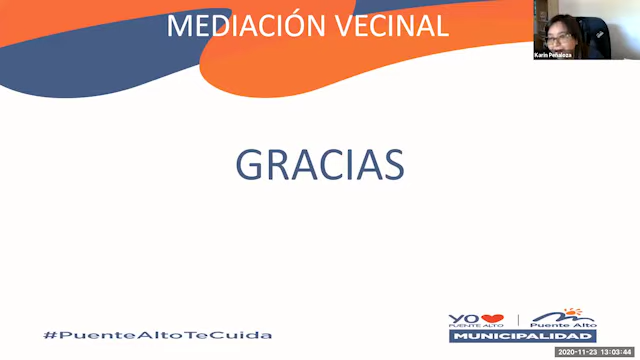 MEDIACIÓN VECINAL
Karin Peñaloza
GRACIAS
#PuenteAltoTeCuida
YO
PUENTE ALTO
Puente Alto
MUNICIPALIDAD
2020-11-23 13:03:44